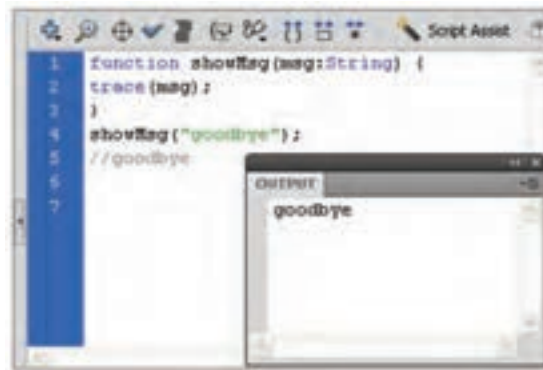 Script Assist
1 function showMsg(msg:String) {
2 trace(msg);
3 }
4 showMsg("goodbye");
5 //goodbye
6
7
OUTPUT
goodbye